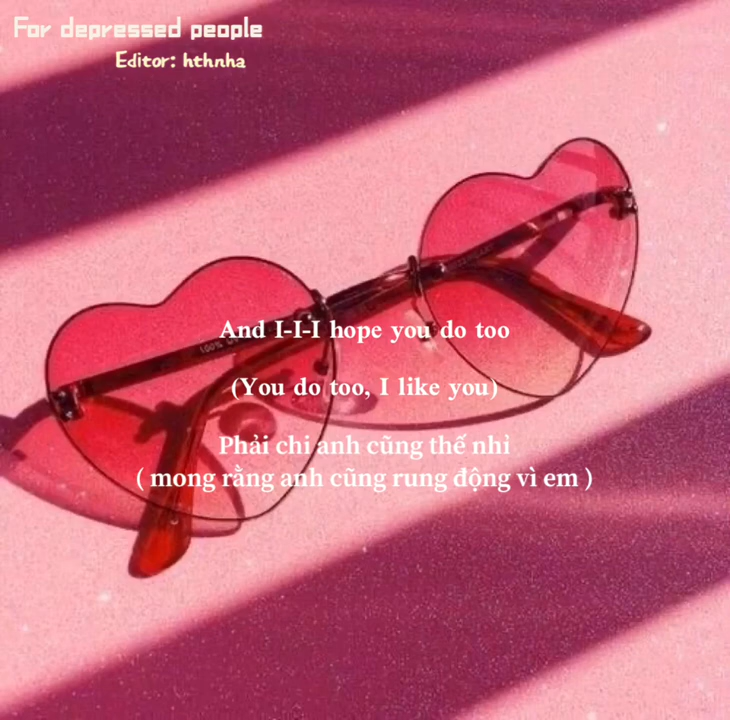 For depressed people
Editor: hthnha
And I-I-I hope you do too
(You do too, I like you)
Phải chi anh cũng thế nhỉ
( mong rằng anh cũng rung động vì em )